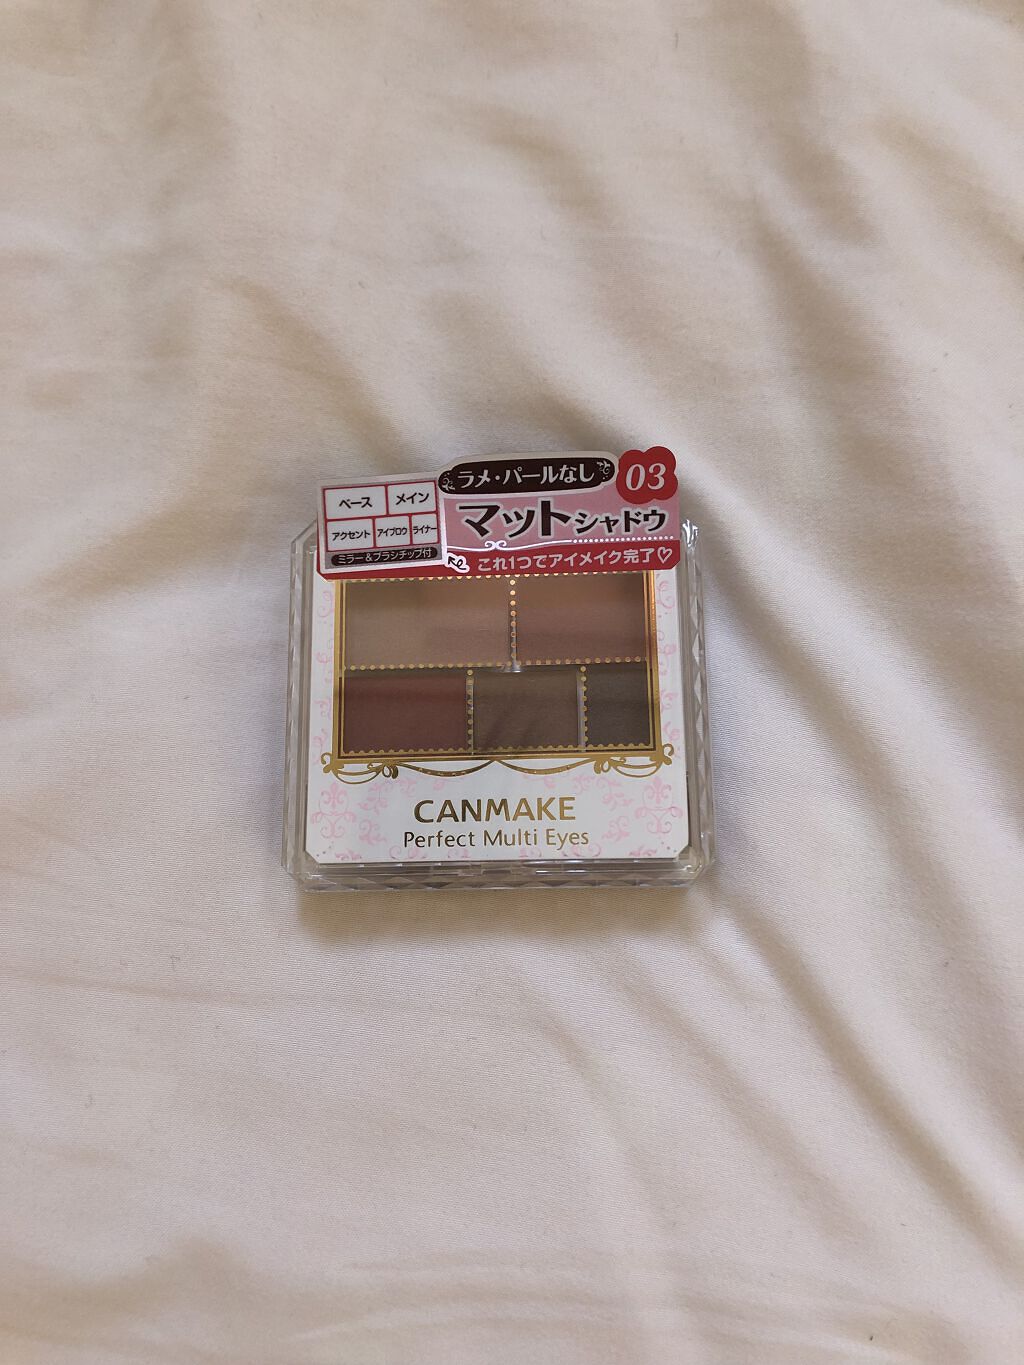 ラメ・パールなし
03
マットシャドウ
これ1つでアイメイク完了♡
ベース メイン
アクセント アイブロウ ライナー
ミラー&ブラシチップ付
CANMAKE
Perfect Multi Eyes